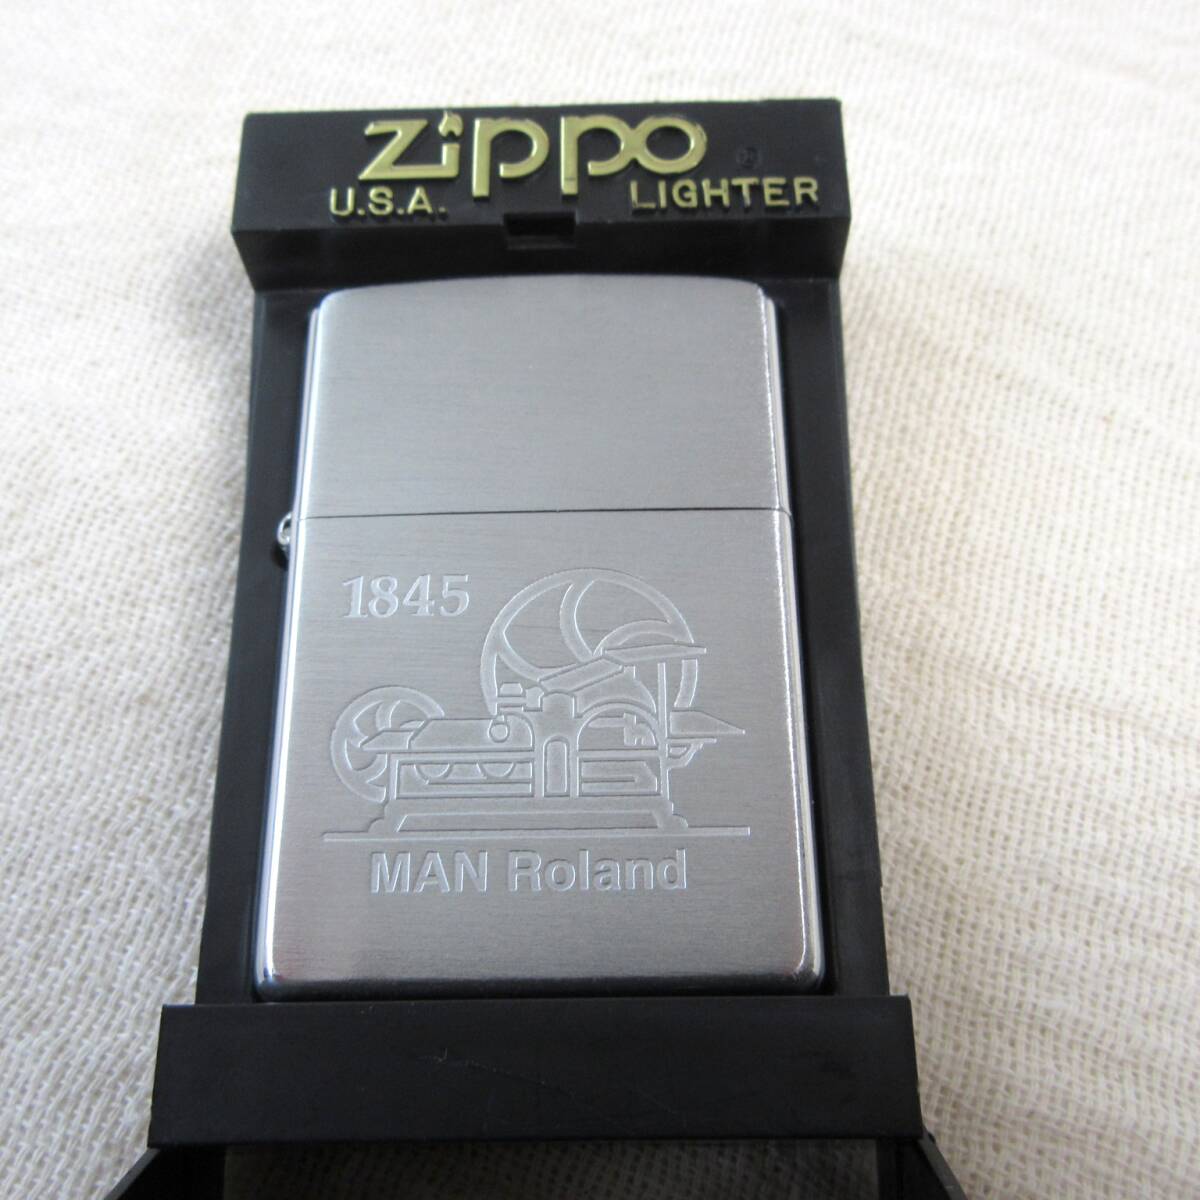 Zippo ®
U.S.A. LIGHTER
1845
MAN Roland